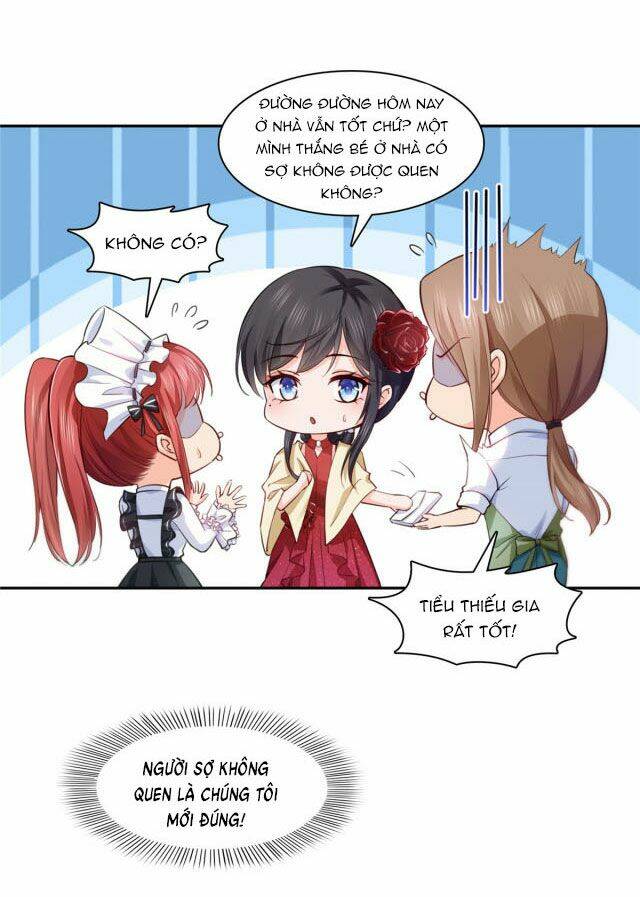 ĐƯỜNG ĐƯỜNG HÔM NAY
Ở NHÀ VẪN TỐT CHỨ? MỘT
MÌNH THẮNG BÉ Ở NHÀ CÓ
SỢ KHÔNG ĐƯỢC QUEN
KHÔNG?
KHÔNG CÓ?
TIỂU THIẾU GIA
RẤT TỐT!
NGƯỜI SỢ KHÔNG
QUEN LÀ CHÚNG TÔI
MỚI ĐÚNG!